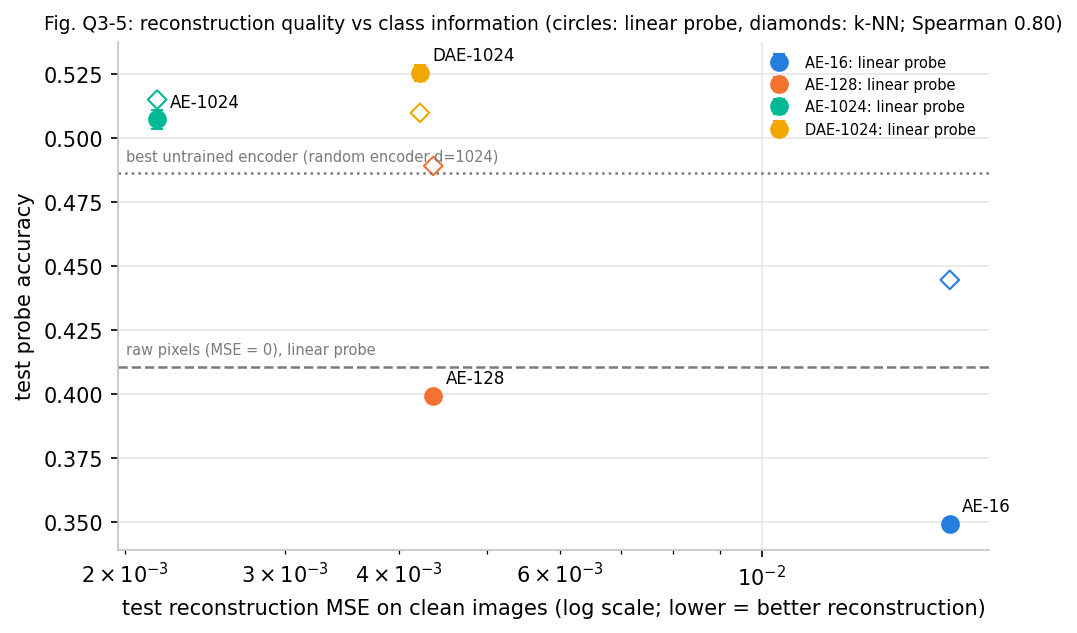 Fig. Q3-5: reconstruction quality vs class information (circles: linear probe, diamonds: k-NN; Spearman 0.80)
DAE-1024
AE-1024
AE-16: linear probe
AE-128: linear probe
AE-1024: linear probe
DAE-1024: linear probe
best untrained encoder (random encoder d=1024)
raw pixels (MSE = 0), linear probe
AE-128
AE-16
test probe accuracy
0.525
0.500
0.475
0.450
0.425
0.400
0.375
0.350
2 × 10⁻³ 3 × 10⁻³ 4 × 10⁻³ 6 × 10⁻³ 10⁻²
test reconstruction MSE on clean images (log scale; lower = better reconstruction)